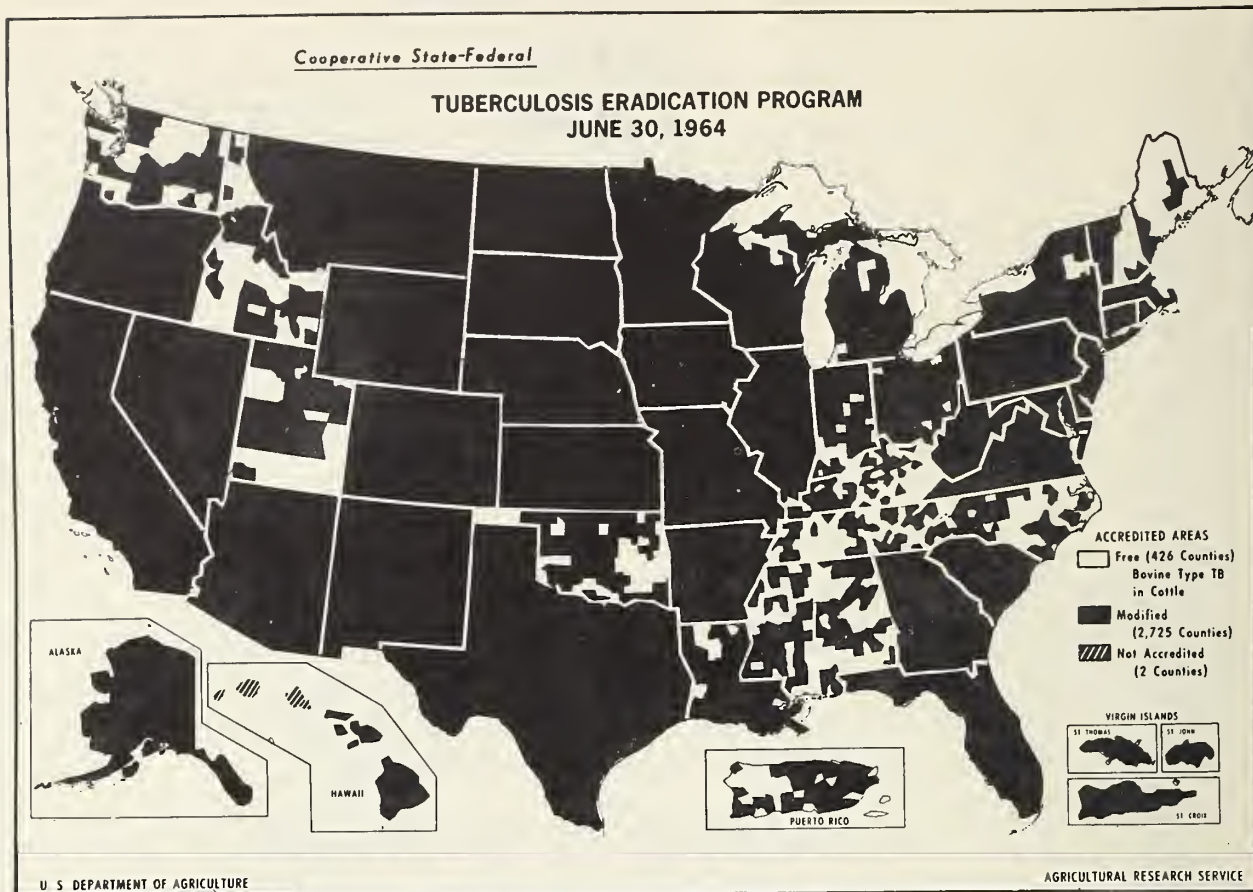 Cooperative State-Federal
TUBERCULOSIS ERADICATION PROGRAM
JUNE 30, 1964
ACCREDITED AREAS
Free (426 Counties)
Bovine Type TB
in Cottle
Modified
(2,725 Counties)
Not Accredited
(2 Counties)
ALASKA
HAWAII
PUERTO RICO
VIRGIN ISLANDS
ST THOMAS
ST JOHN
ST CROIX
U S DEPARTMENT OF AGRICULTURE
AGRICULTURAL RESEARCH SERVICE